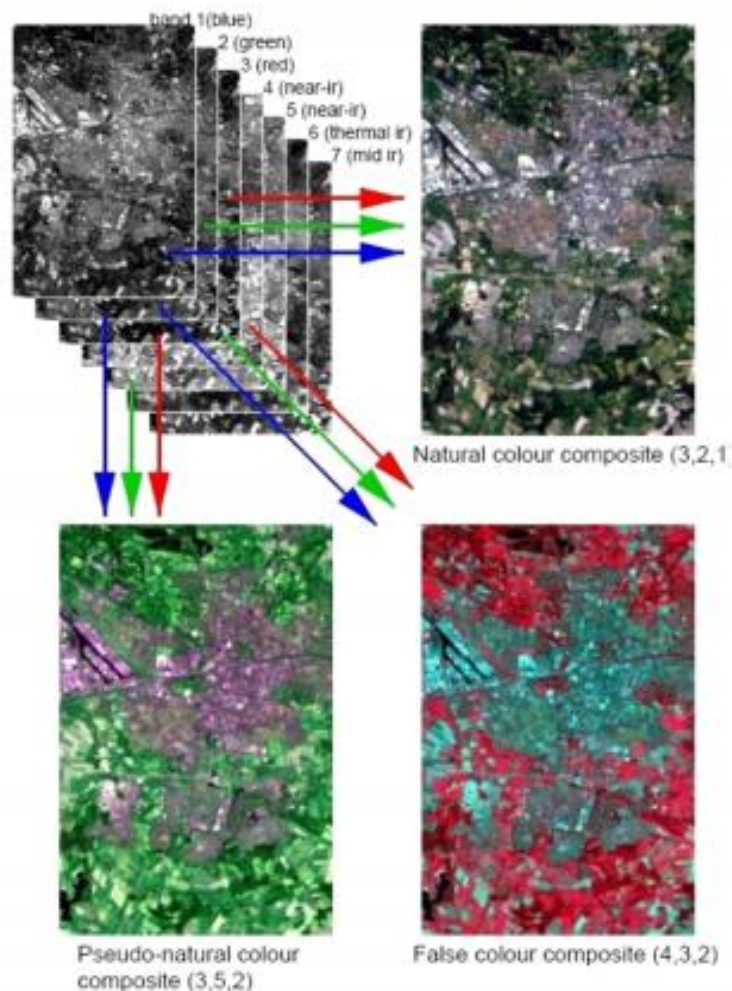 band 1(blue)
2 (green)
3 (red)
4 (near-ir)
5 (near-ir)
6 (thermal ir)
7 (mid ir)
Natural colour composite (3,2,1)
Pseudo-natural colour
composite (3,5,2)
False colour composite (4,3,2)